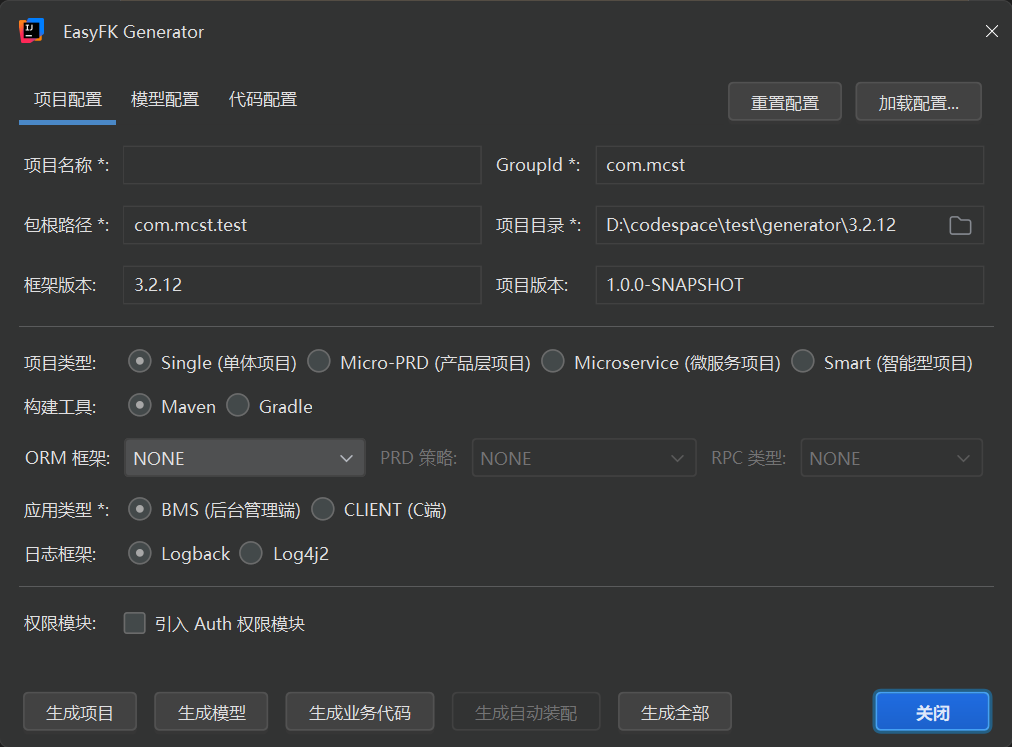 EasyFK Generator
项目配置 模型配置 代码配置 重置配置 加载配置...
项目名称 *: GroupId *: com.mcst
包根路径 *: com.mcst.test 项目目录 *: D:\codespace\test\generator\3.2.12
框架版本: 3.2.12 项目版本: 1.0.0-SNAPSHOT
项目类型: Single (单体项目) Micro-PRD (产品层项目) Microservice (微服务项目) Smart (智能型项目)
构建工具: Maven Gradle
ORM 框架: NONE PRD 策略: NONE RPC 类型: NONE
应用类型 *: BMS (后台管理端) CLIENT (C端)
日志框架: Logback Log4j2
权限模块: 引入 Auth 权限模块
生成项目 生成模型 生成业务代码 生成自动装配 生成全部 关闭